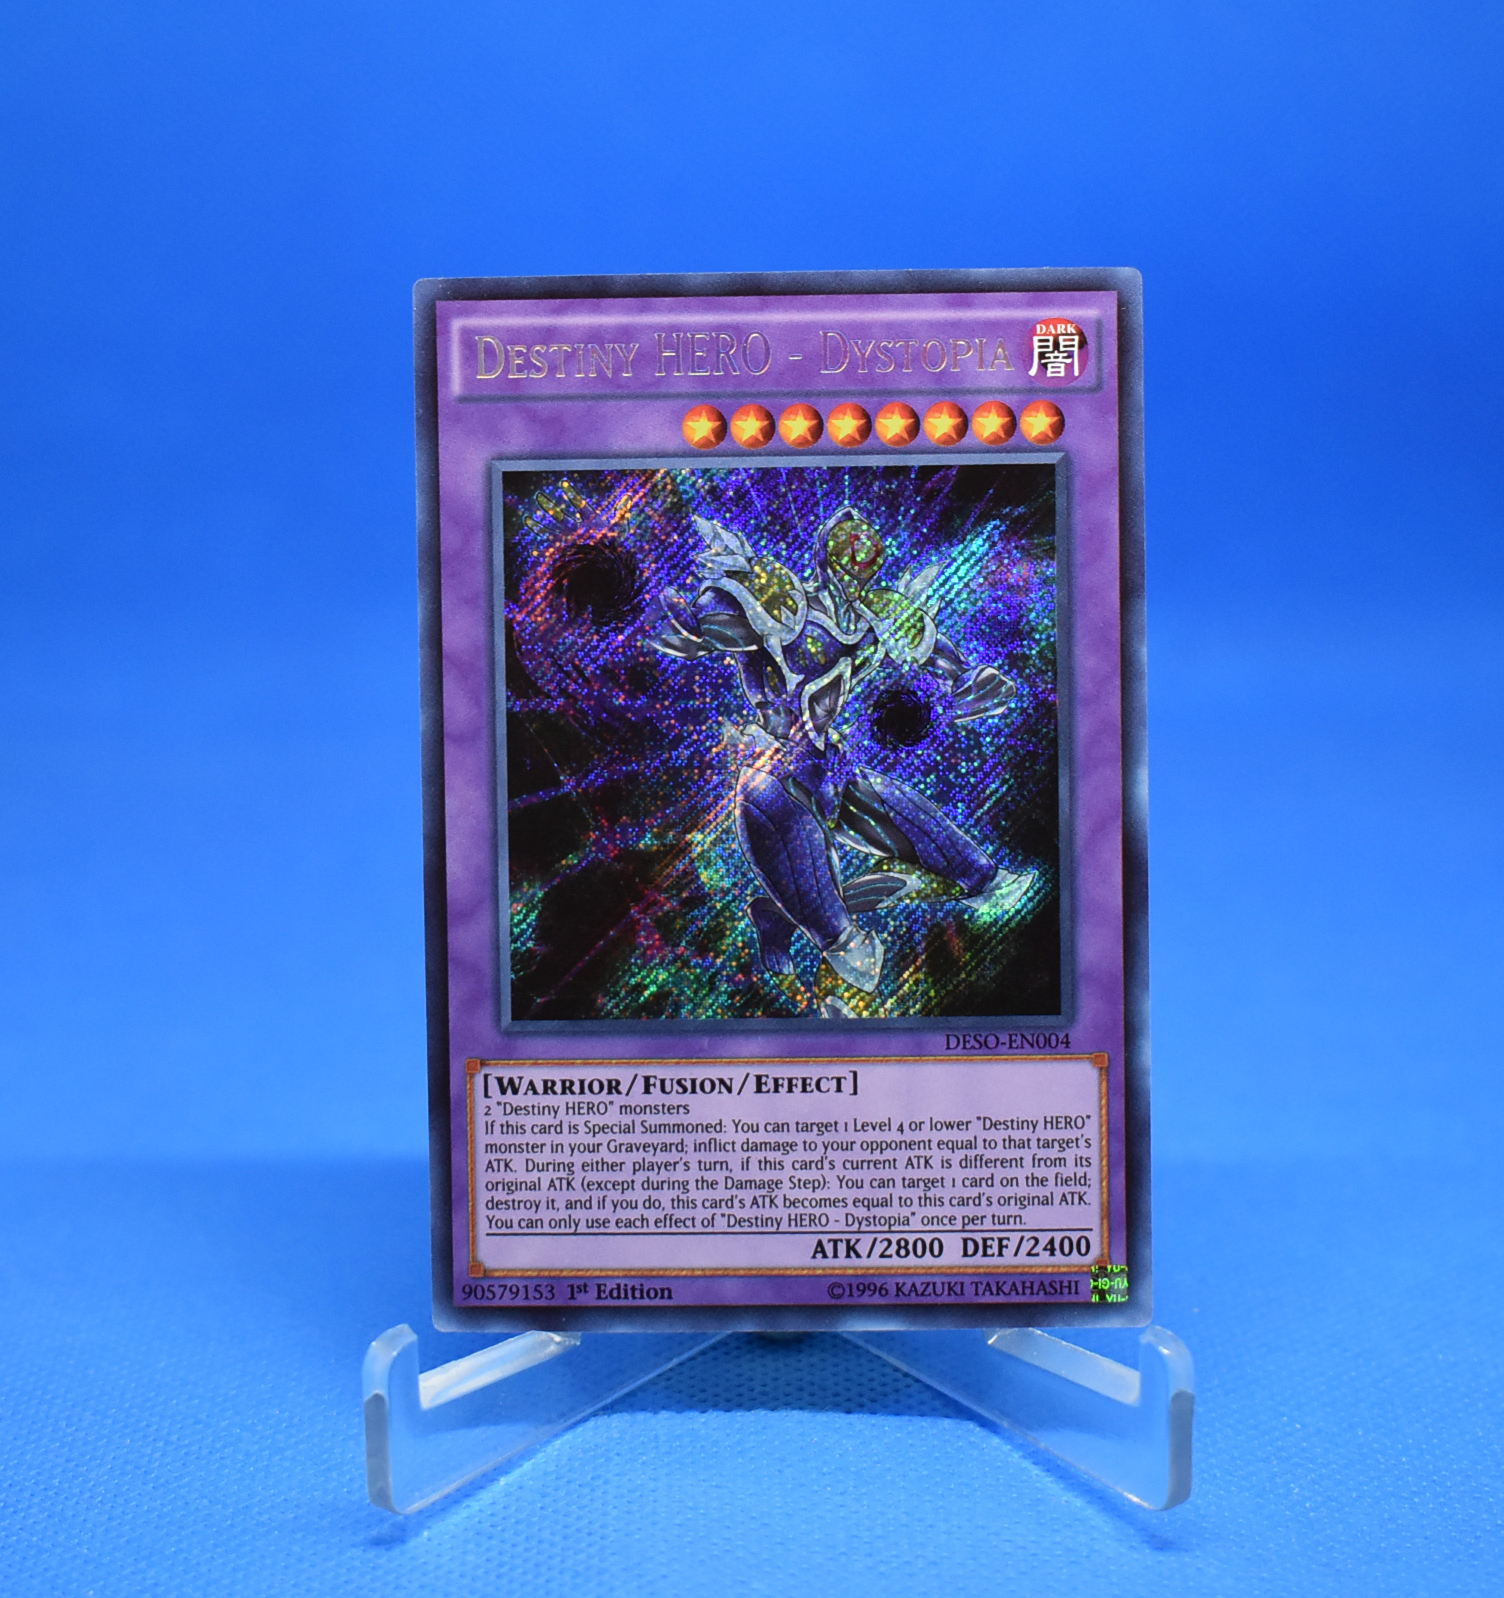 DESTINY HERO - DYSTOPIA
DARK
闇
DESO-EN004
[WARRIOR/FUSION/EFFECT]
2 "Destiny HERO" monsters
If this card is Special Summoned: You can target 1 Level 4 or lower "Destiny HERO"
monster in your Graveyard; inflict damage to your opponent equal to that target's
ATK. During either player's turn, if this card's current ATK is different from its
original ATK (except during the Damage Step): You can target 1 card on the field;
destroy it, and if you do, this card's ATK becomes equal to this card's original ATK.
You can only use each effect of "Destiny HERO - Dystopia" once per turn.
ATK/2800 DEF/2400
90579153 1st Edition ©1996 KAZUKI TAKAHASHI